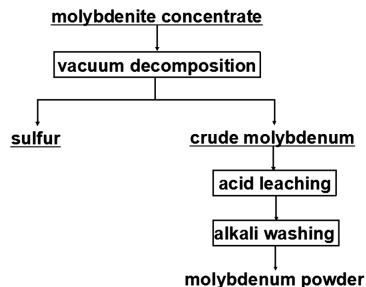 molybdenite concentrate
vacuum decomposition
sulfur
crude molybdenum
acid leaching
alkali washing
molybdenum powder